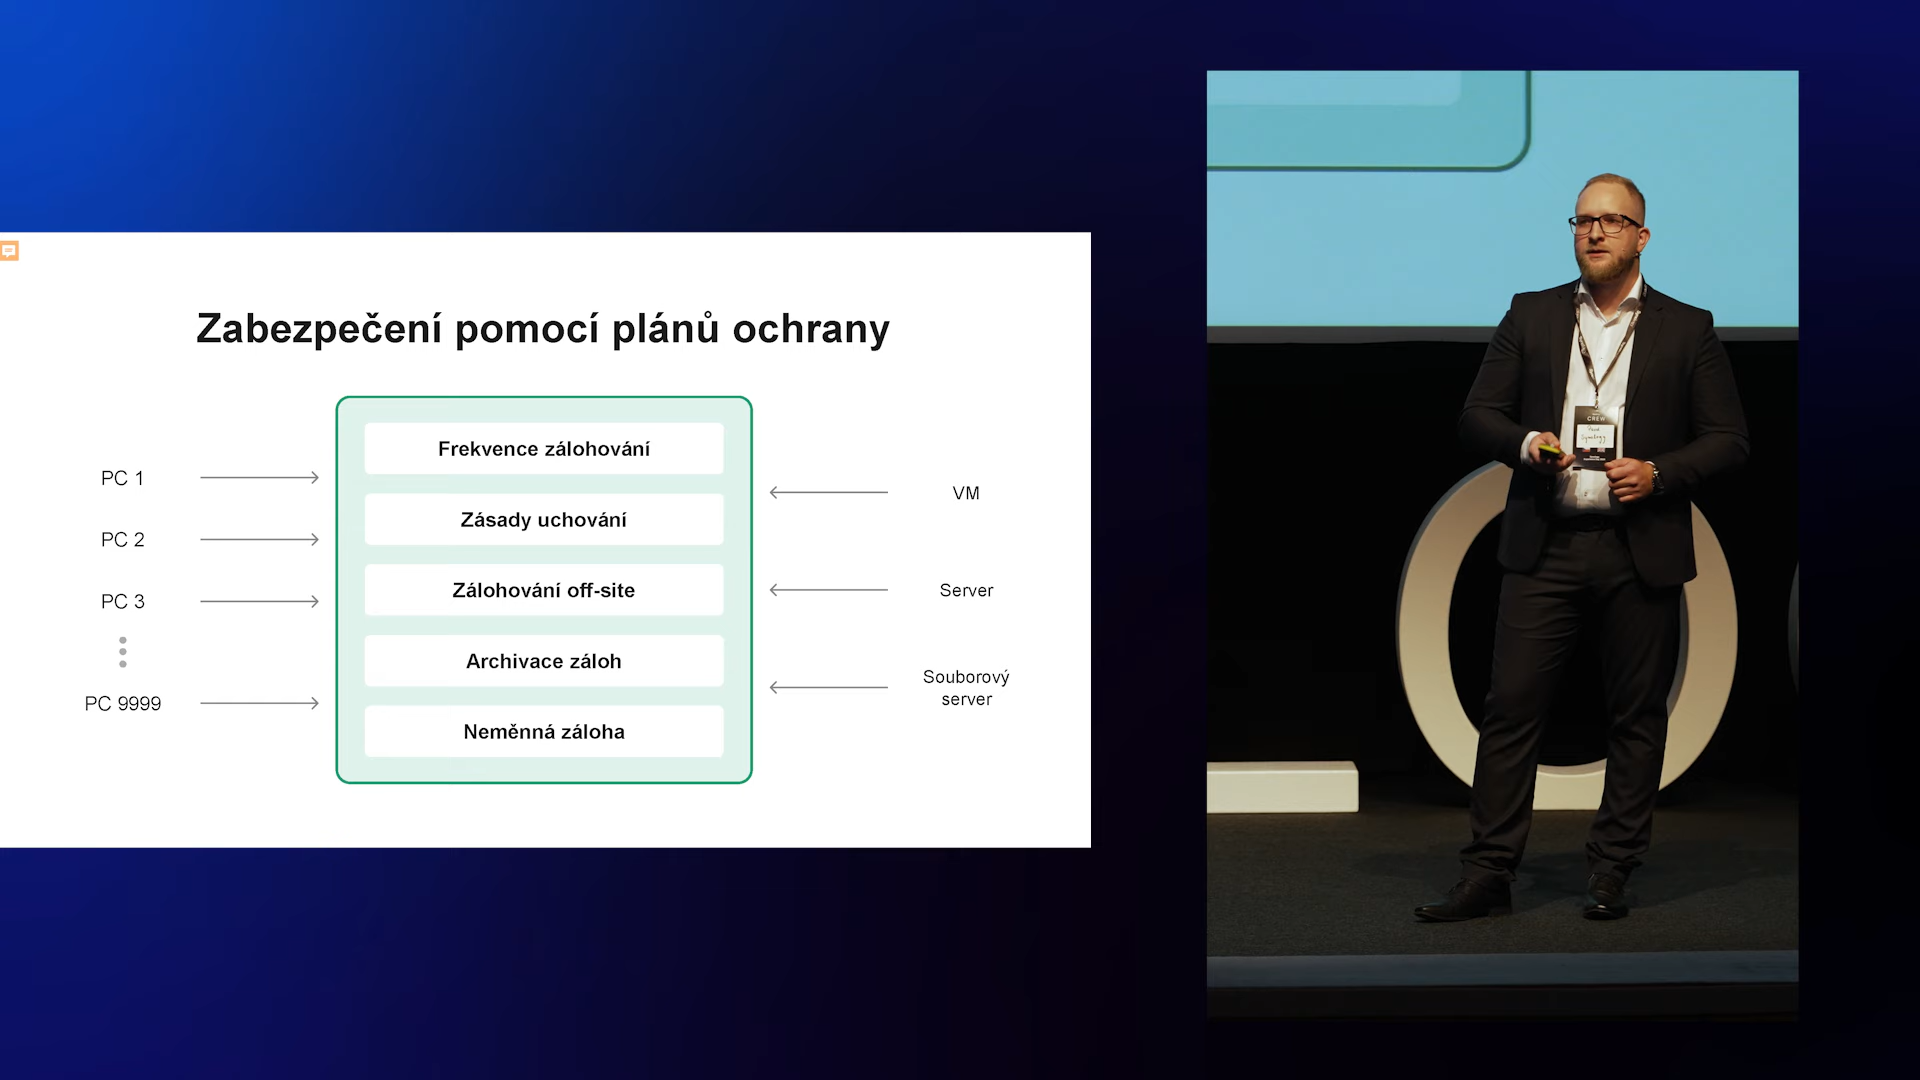 Zabezpečení pomocí plánů ochrany
PC 1
PC 2
PC 3
PC 9999
Frekvence zálohování
Zásady uchování
Zálohování off-site
Archivace záloh
Neměnná záloha
VM
Server
Souborový
server
CREW
Synology